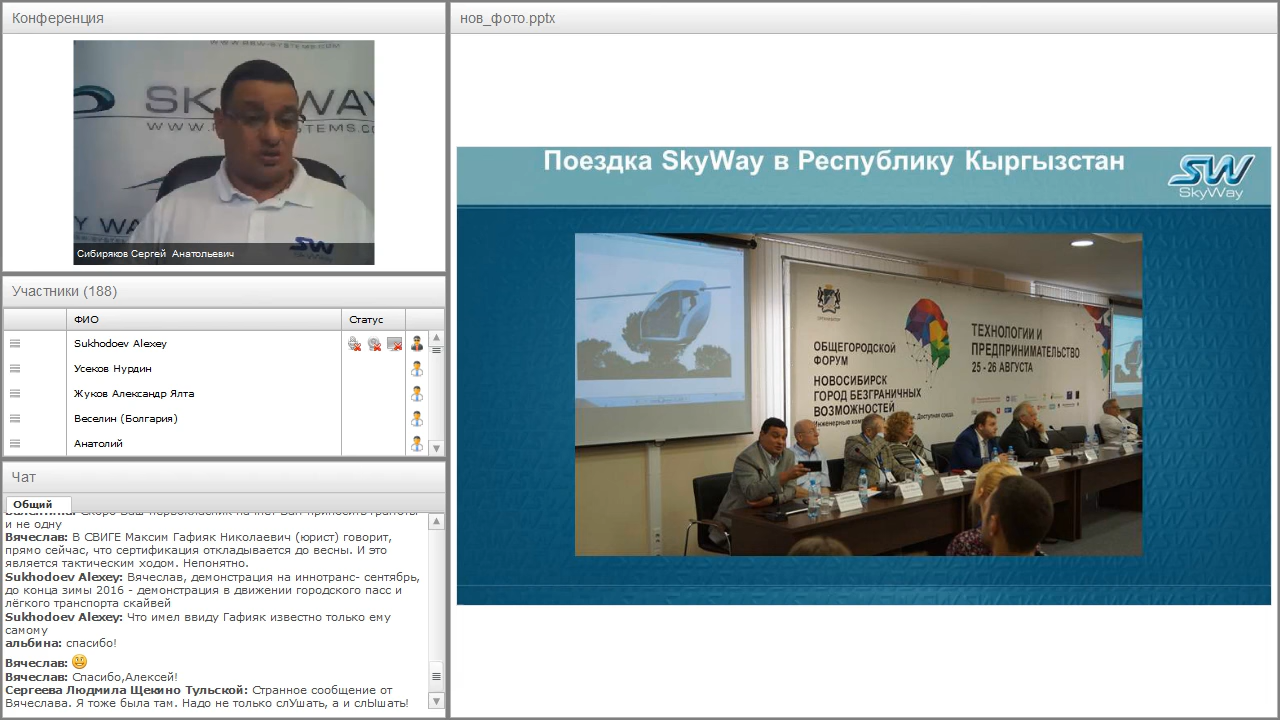 Конференция
SKYWAY
Сибиряков Сергей Анатольевич
SW
SkyWay
Участники (188)
ФИО
Статус
Sukhodoev Alexey
Усеков Нурдин
Жуков Александр Ялта
Веселин (Болгария)
Анатолий
Чат
Общий
и не одну
Вячеслав: В СВИГЕ Максим Гафияк Николаевич (юрист) говорит,
прямо сейчас, что сертификация откладывается до весны. И это
является тактическим ходом. Непонятно.
Sukhodoev Alexey: Вячеслав, демонстрация на иннотранс- сентябрь,
до конца зимы 2016 - демонстрация в движении городского пасс и
лёгкого транспорта скайвей
Sukhodoev Alexey: Что имел ввиду Гафияк известно только ему
самому
альбина: спасибо!
Вячеслав:
Вячеслав: Спасибо,Алексей!
Сергеева Людмила Щекино Тульской: Странное сообщение от
Вячеслава. Я тоже была там. Надо не только слУшать, а и слЫшать!
нов_фото.pptx
Поездка SkyWay в Республику Кыргызстан
SW
SkyWay
ОБЩЕГОРОДСКОЙ
ФОРУМ
НОВОСИБИРСК
ГОРОД БЕЗГРАНИЧНЫХ
ВОЗМОЖНОСТЕЙ
ТЕХНОЛОГИИ И
ПРЕДПРИНИМАТЕЛЬСТВО
25 - 26 АВГУСТА